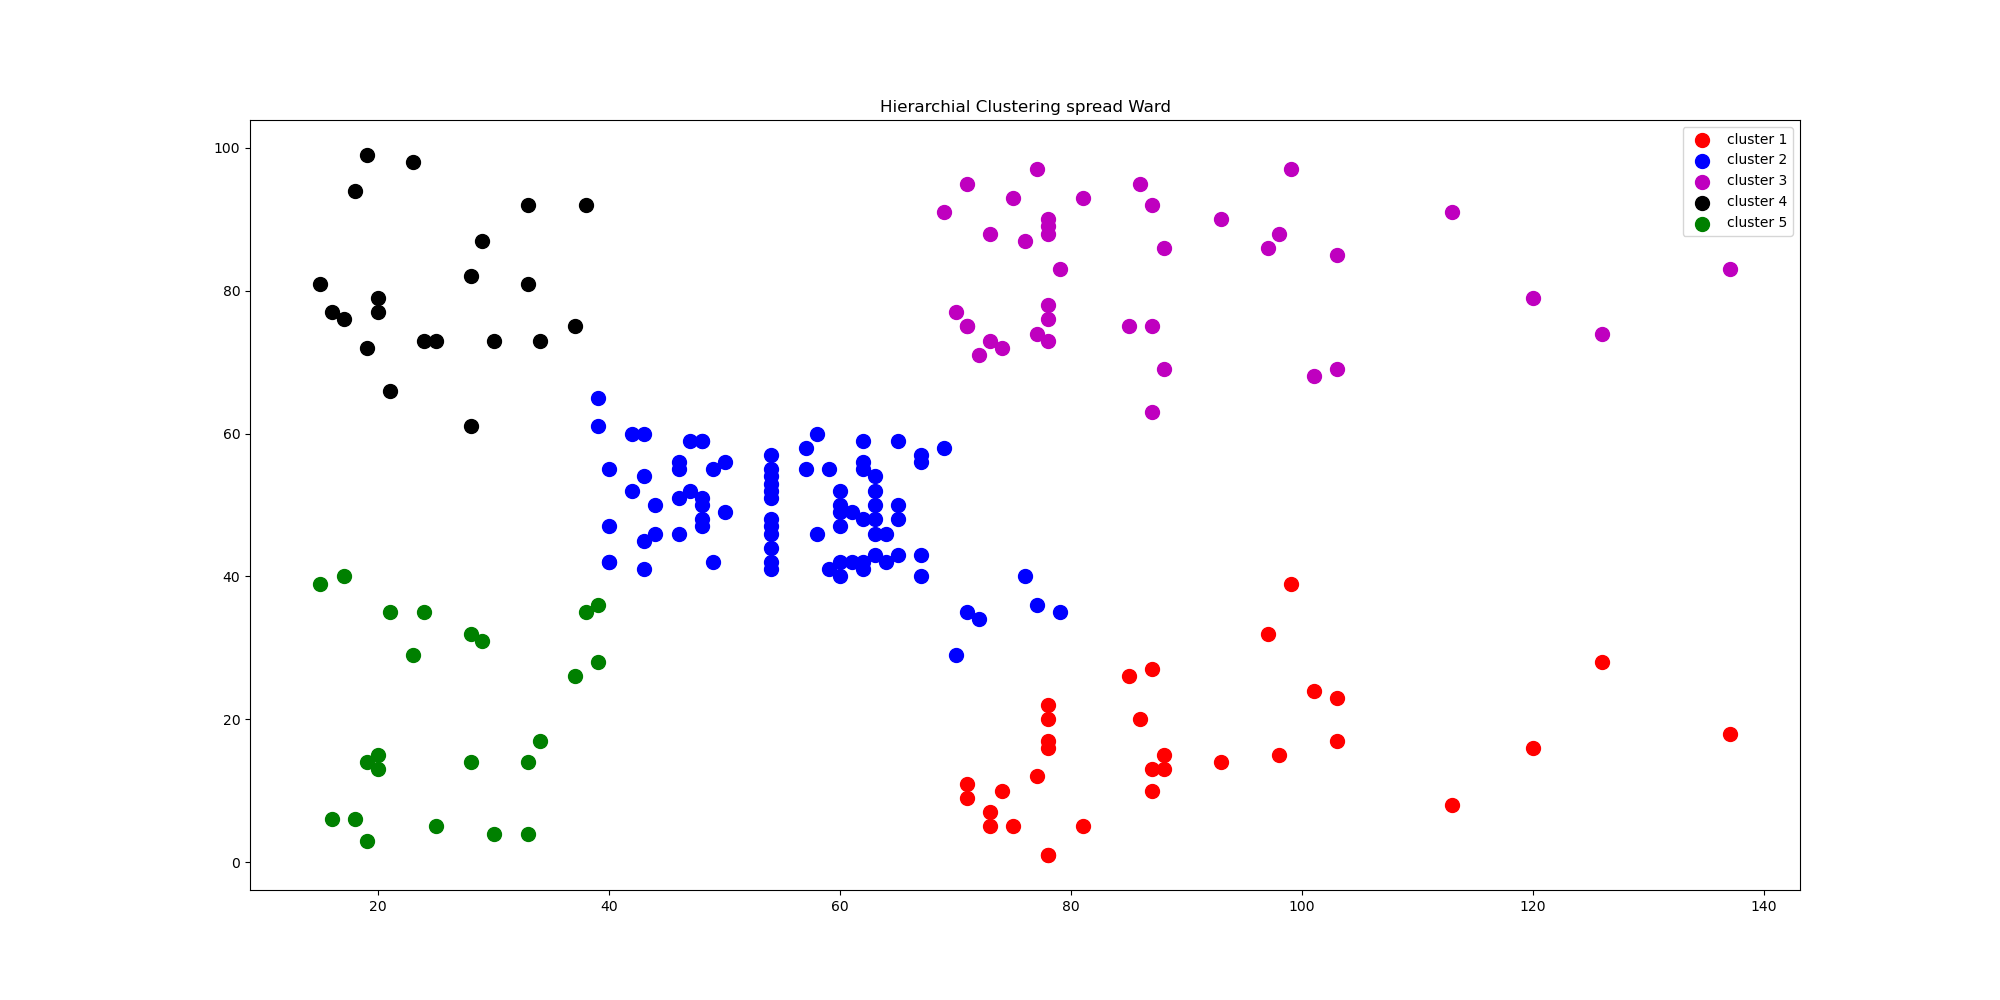 Hierarchial Clustering spread Ward
cluster 1
cluster 2
cluster 3
cluster 4
cluster 5
100
80
60
40
20
0
20 40 60 80 100 120 140